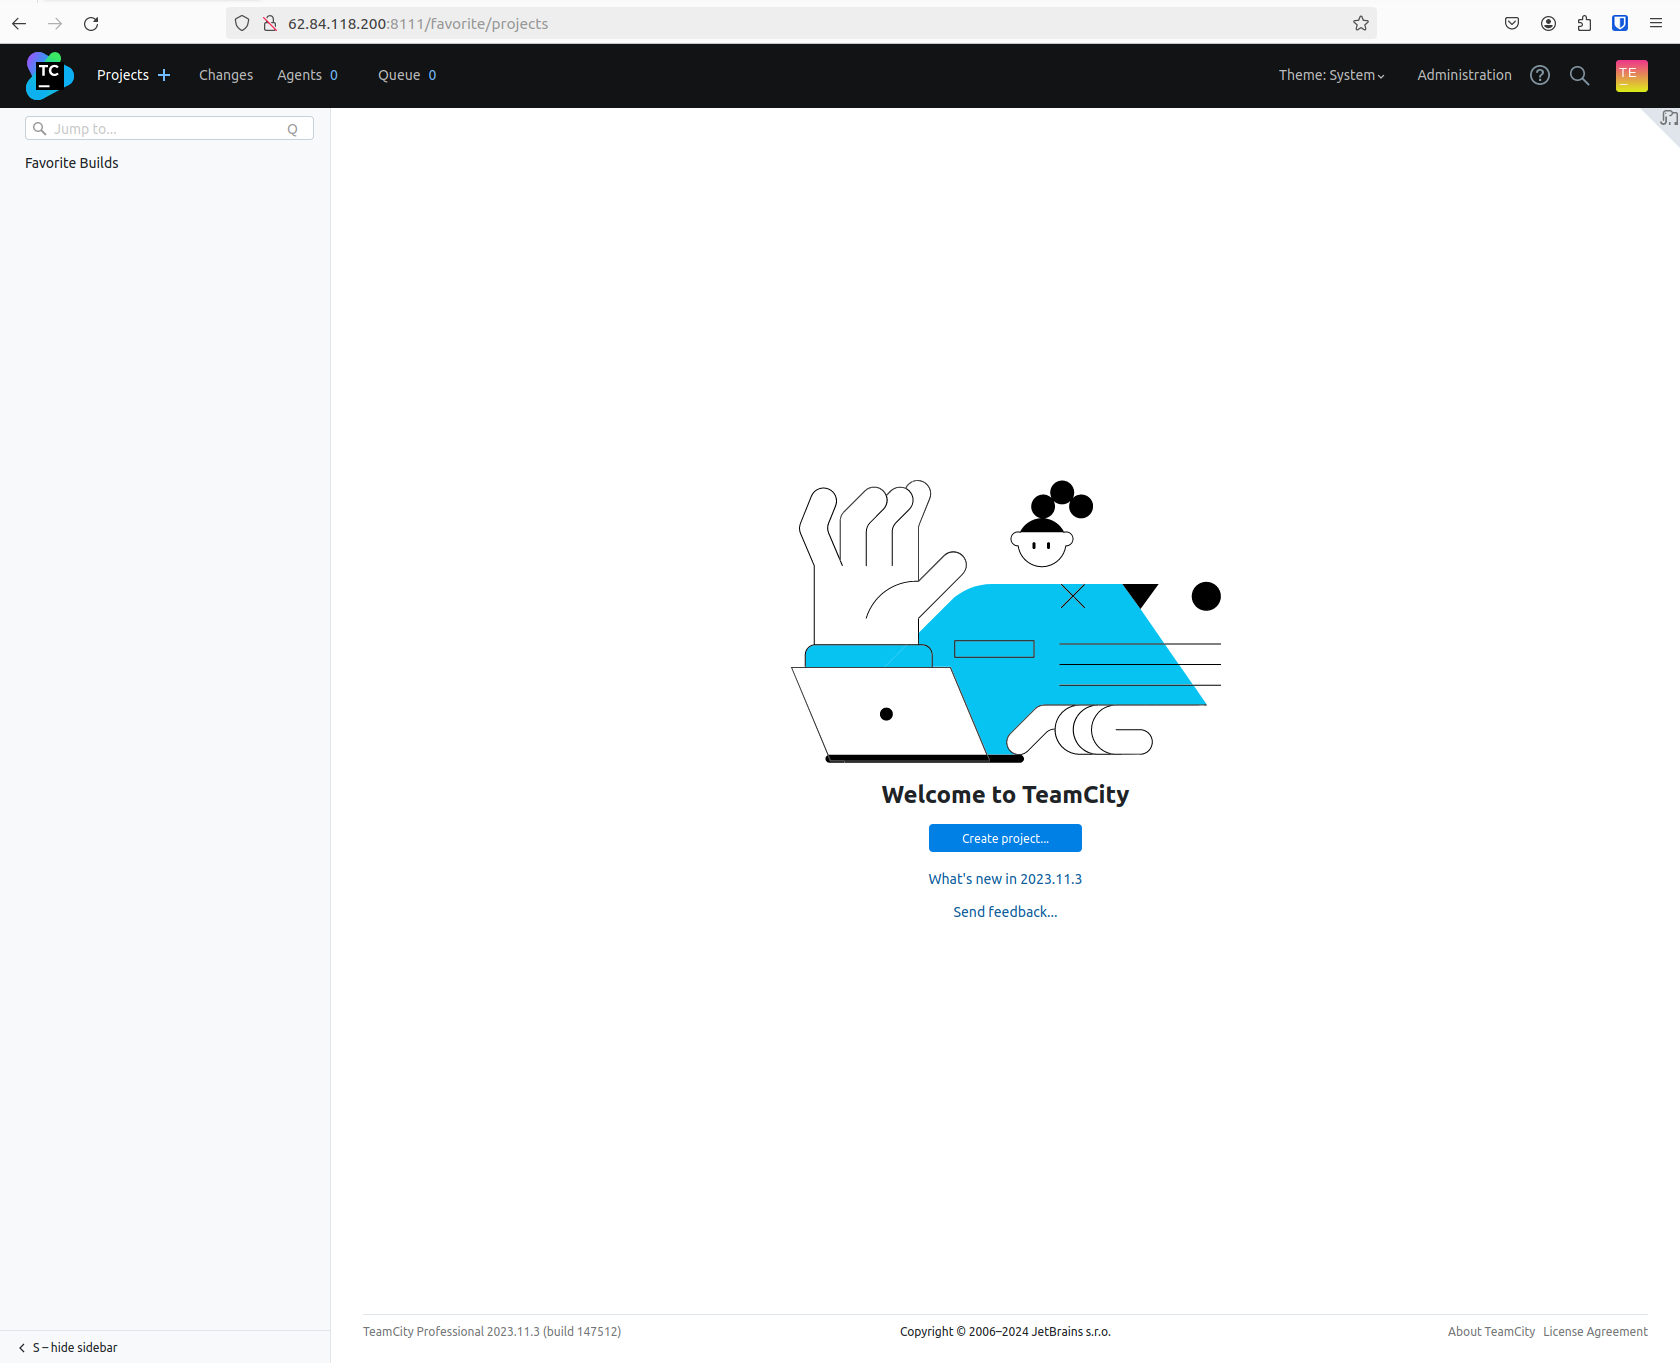 62.84.118.200:8111/favorite/projects
TC
Projects
Changes
Agents 0
Queue 0
Theme: System
Administration
TE
Jump to...
Q
Favorite Builds
Welcome to TeamCity
Create project...
What's new in 2023.11.3
Send feedback...
TeamCity Professional 2023.11.3 (build 147512)
Copyright © 2006–2024 JetBrains s.r.o.
About TeamCity License Agreement
S – hide sidebar